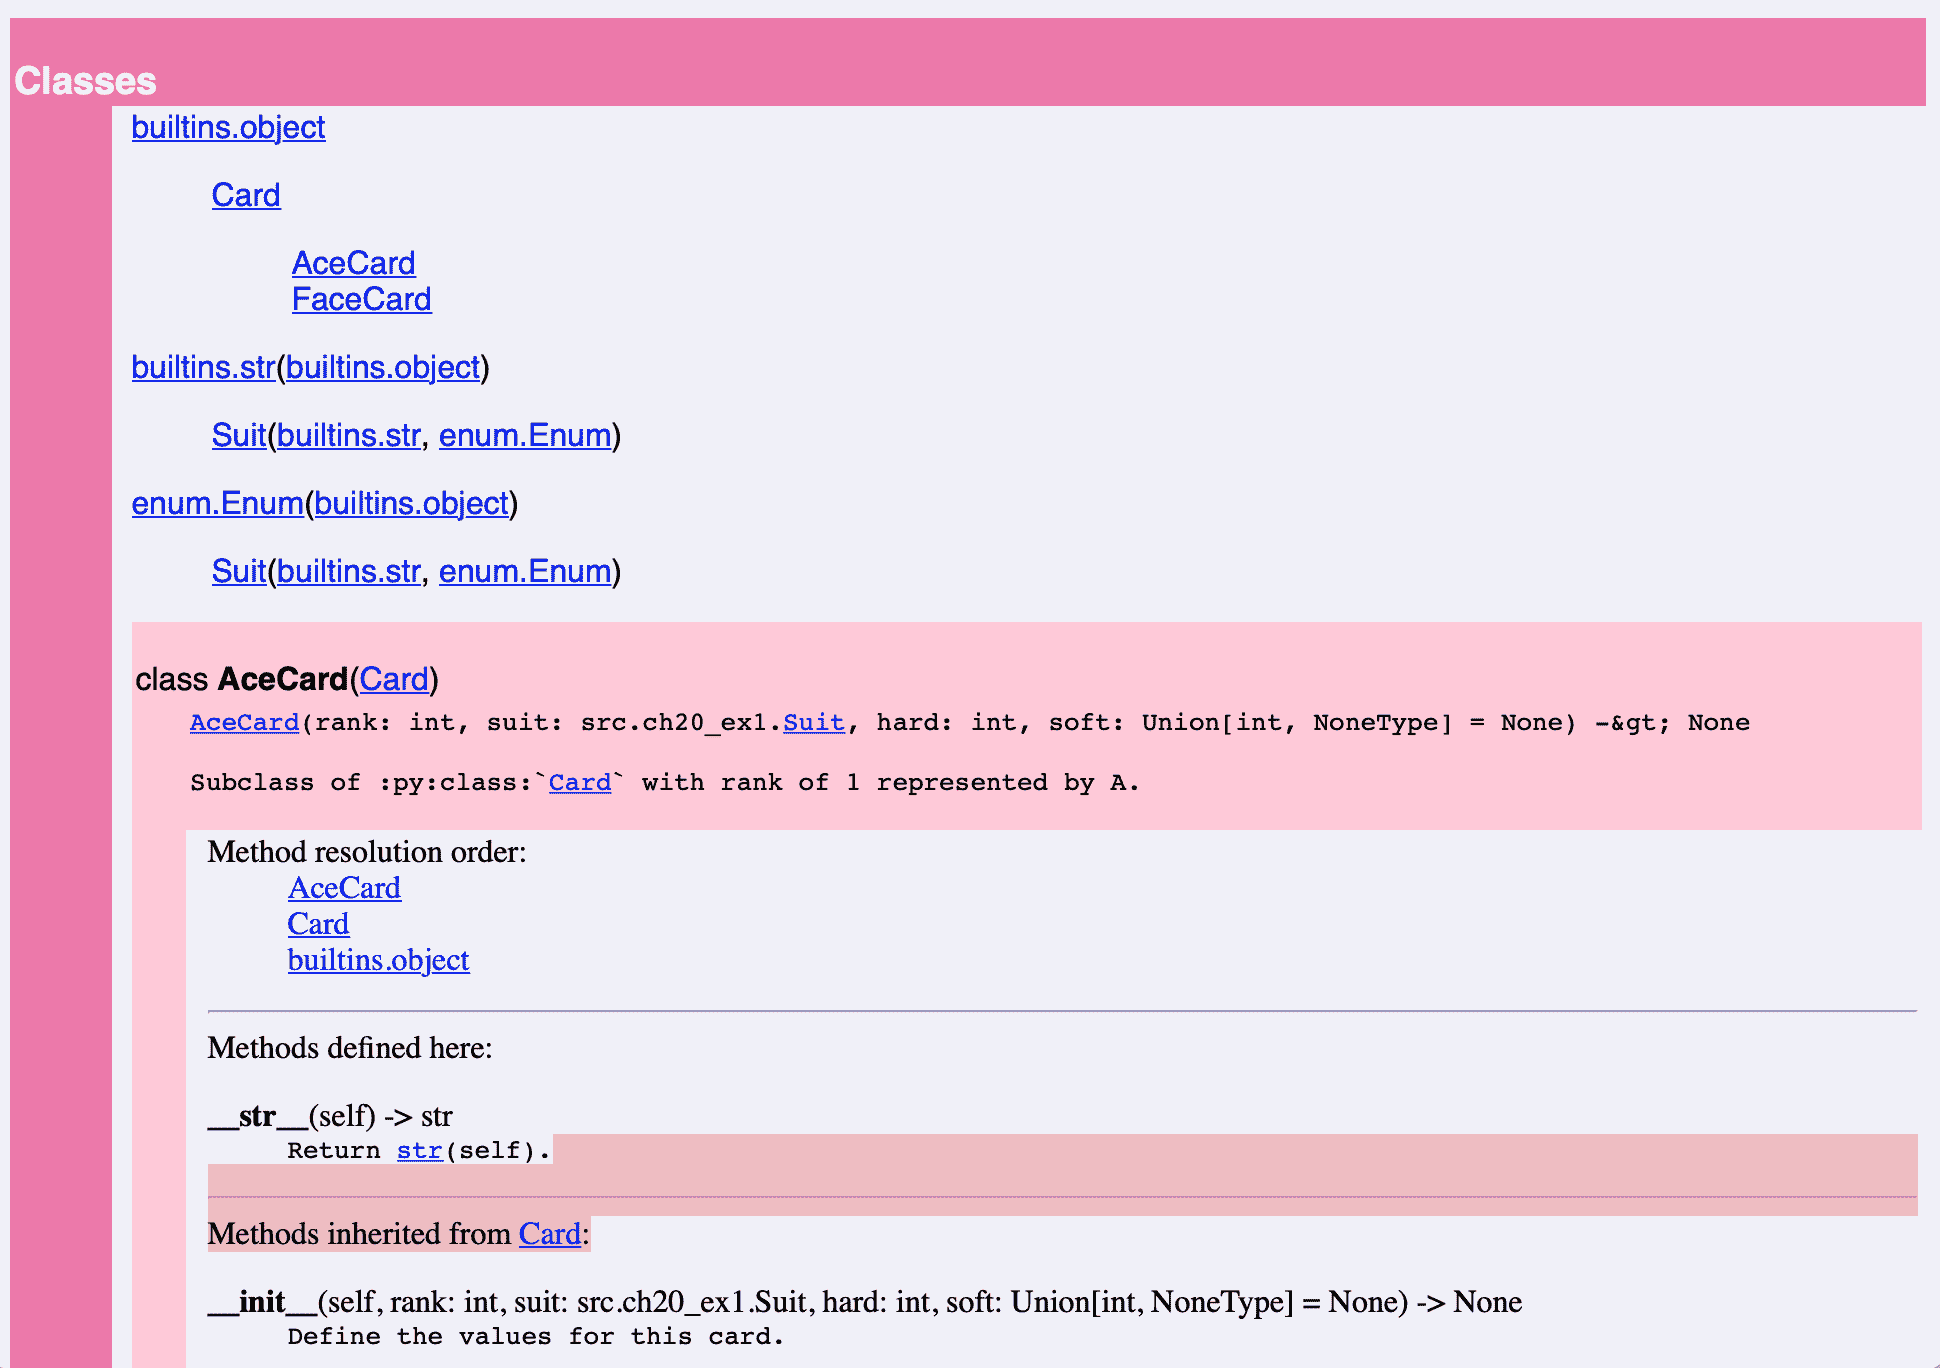 Classes
builtins.object
Card
AceCard
FaceCard
builtins.str(builtins.object)
Suit(builtins.str, enum.Enum)
enum.Enum(builtins.object)
Suit(builtins.str, enum.Enum)
class AceCard(Card)
AceCard(rank: int, suit: src.ch20_ex1.Suit, hard: int, soft: Union[int, NoneType] = None) -&gt; None
Subclass of :py:class:`Card` with rank of 1 represented by A.
Method resolution order:
AceCard
Card
builtins.object
Methods defined here:
__str__(self) -> str
Return str(self).
Methods inherited from Card:
__init__(self, rank: int, suit: src.ch20_ex1.Suit, hard: int, soft: Union[int, NoneType] = None) -> None
Define the values for this card.